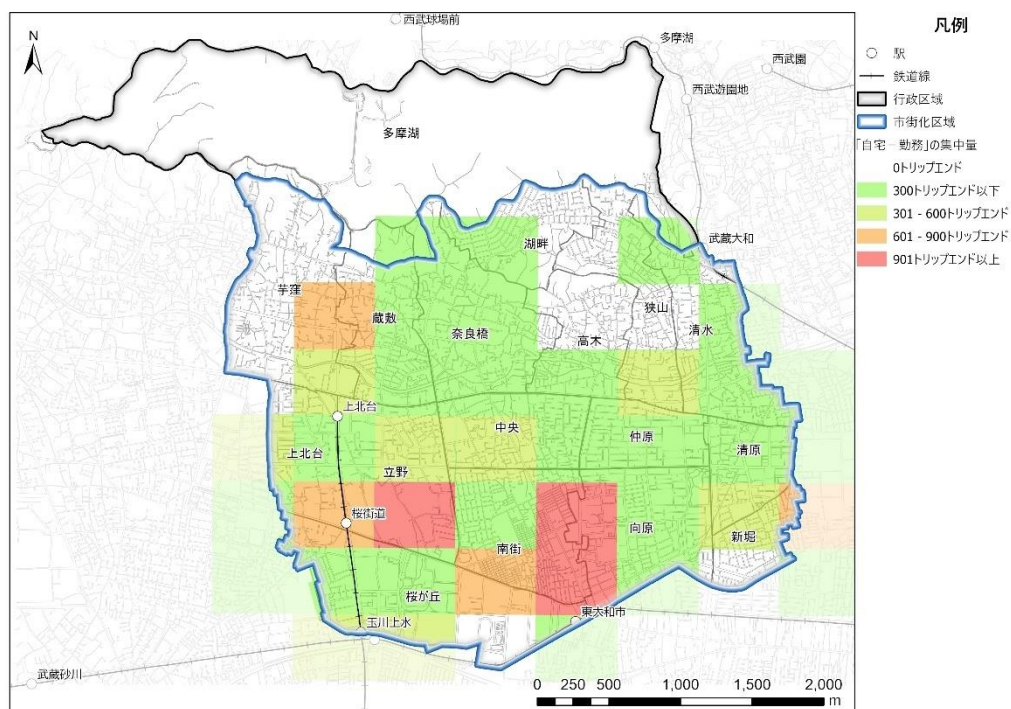 西武球場前
N
多摩湖
西武園
西武遊園地
多摩湖
武蔵大和
湖畔
芋窪
蔵敷
奈良橋
高木
狭山
清水
上北台
中央
仲原
清原
上北台
立野
桜街道
南街
向原
新堀
桜が丘
東大和市
玉川上水
武蔵砂川
0 250 500 1,000 1,500 2,000
m
凡例
駅
鉄道線
行政区域
市街化区域
「自宅－勤務」の集中量
0トリップエンド
300トリップエンド以下
301 - 600トリップエンド
601 - 900トリップエンド
901トリップエンド以上